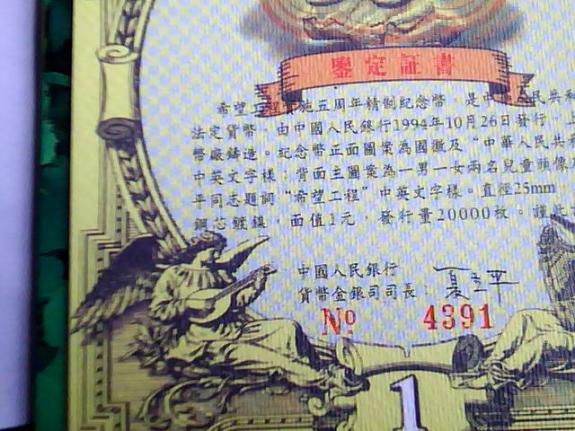 鑒定証書
希望工程實施五周年精制紀念幣，是中 人民共和
法定貨幣，由中國人民銀行1994年10月26日發行，上
幣廠鑄造。紀念幣正面圖案為國徽及“中華人民共和
中英文字樣；背面主圖案為一男一女兩名兒童頭像及
平同志題詞“希望工程”中英文字樣。直徑25mm
鋼芯鍍鎳，面值1元，發行量20000枚。謹此
中國人民銀行
貨幣金銀司司長：
No 4391
1